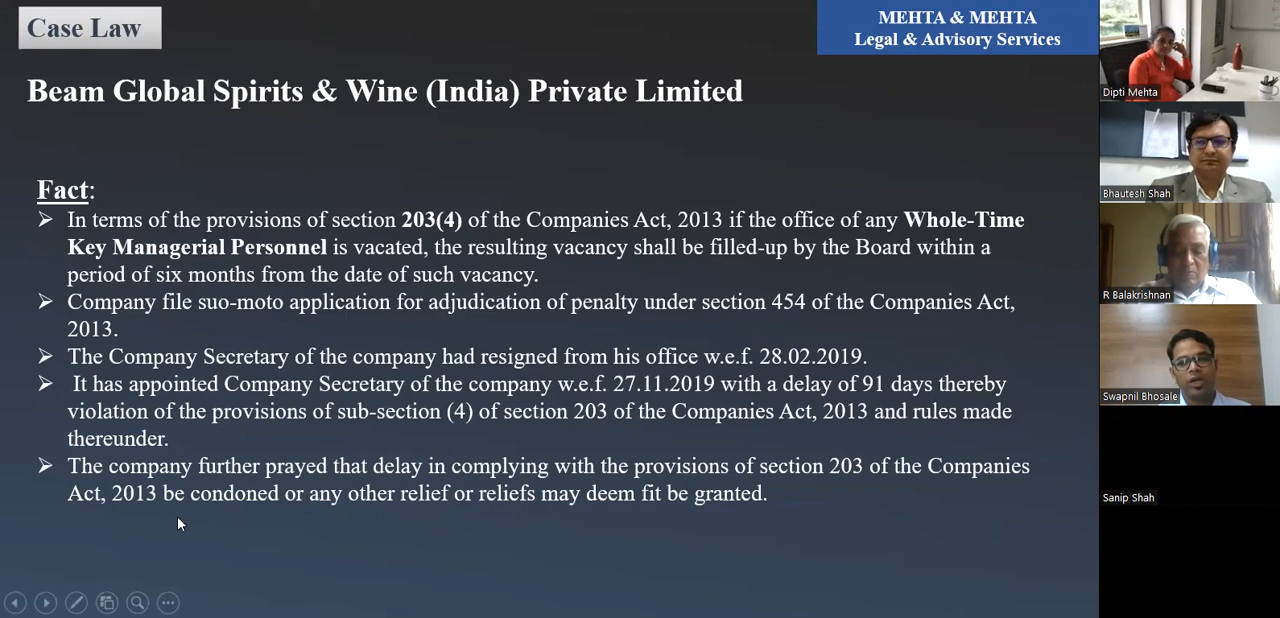 Case Law
MEHTA & MEHTA
Legal & Advisory Services
Beam Global Spirits & Wine (India) Private Limited
Fact:
➢ In terms of the provisions of section 203(4) of the Companies Act, 2013 if the office of any Whole-Time
Key Managerial Personnel is vacated, the resulting vacancy shall be filled-up by the Board within a
period of six months from the date of such vacancy.
➢ Company file suo-moto application for adjudication of penalty under section 454 of the Companies Act,
2013.
➢ The Company Secretary of the company had resigned from his office w.e.f. 28.02.2019.
➢ It has appointed Company Secretary of the company w.e.f. 27.11.2019 with a delay of 91 days thereby
violation of the provisions of sub-section (4) of section 203 of the Companies Act, 2013 and rules made
thereunder.
➢ The company further prayed that delay in complying with the provisions of section 203 of the Companies
Act, 2013 be condoned or any other relief or reliefs may deem fit be granted.
Dipti Mehta
Bhautesh Shah
R Balakrishnan
Swapnil Bhosale
Sanip Shah